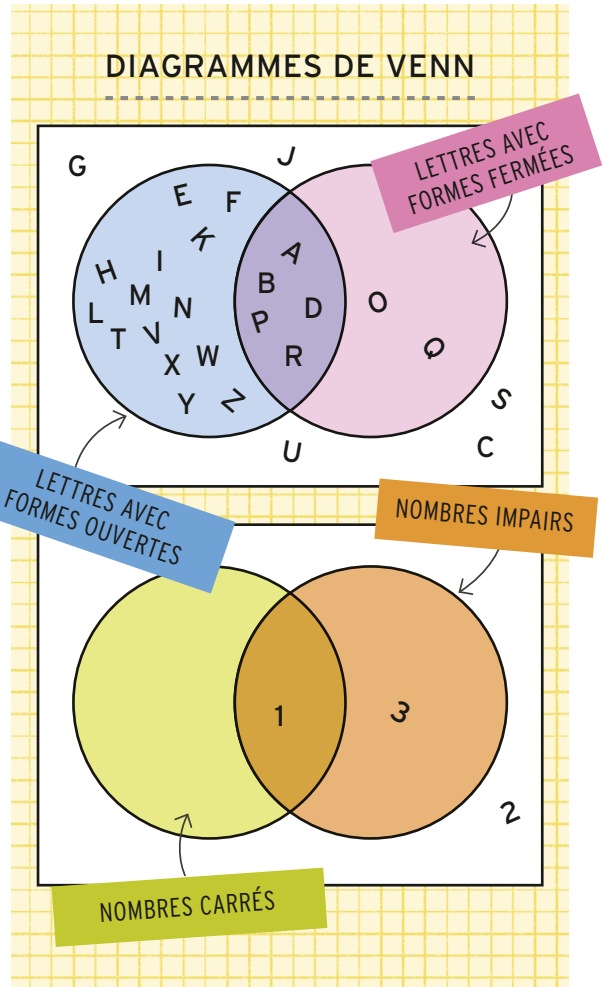 DIAGRAMMES DE VENN
G
J
LETTRES AVEC
FORMES FERMÉES
E
F
K
I
H
M
N
L
T
V
X
W
Y
Z
A
B
D
P
R
O
Q
S
C
U
LETTRES AVEC
FORMES OUVERTES
NOMBRES IMPAIRS
1
3
2
NOMBRES CARRÉS